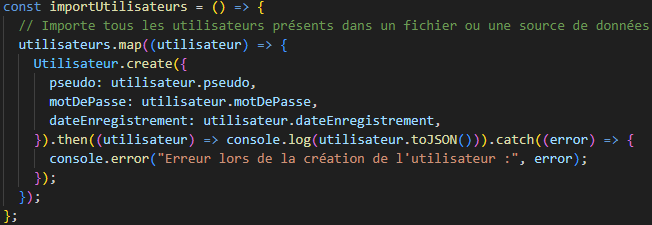 const importUtilisateurs = () => {
  // Importe tous les utilisateurs présents dans un fichier ou une source de données
  utilisateurs.map((utilisateur) => {
    Utilisateur.create({
      pseudo: utilisateur.pseudo,
      motDePasse: utilisateur.motDePasse,
      dateEnregistrement: utilisateur.dateEnregistrement,
    }).then((utilisateur) => console.log(utilisateur.toJSON())).catch((error) => {
      console.error("Erreur lors de la création de l'utilisateur :", error);
    });
  });
};